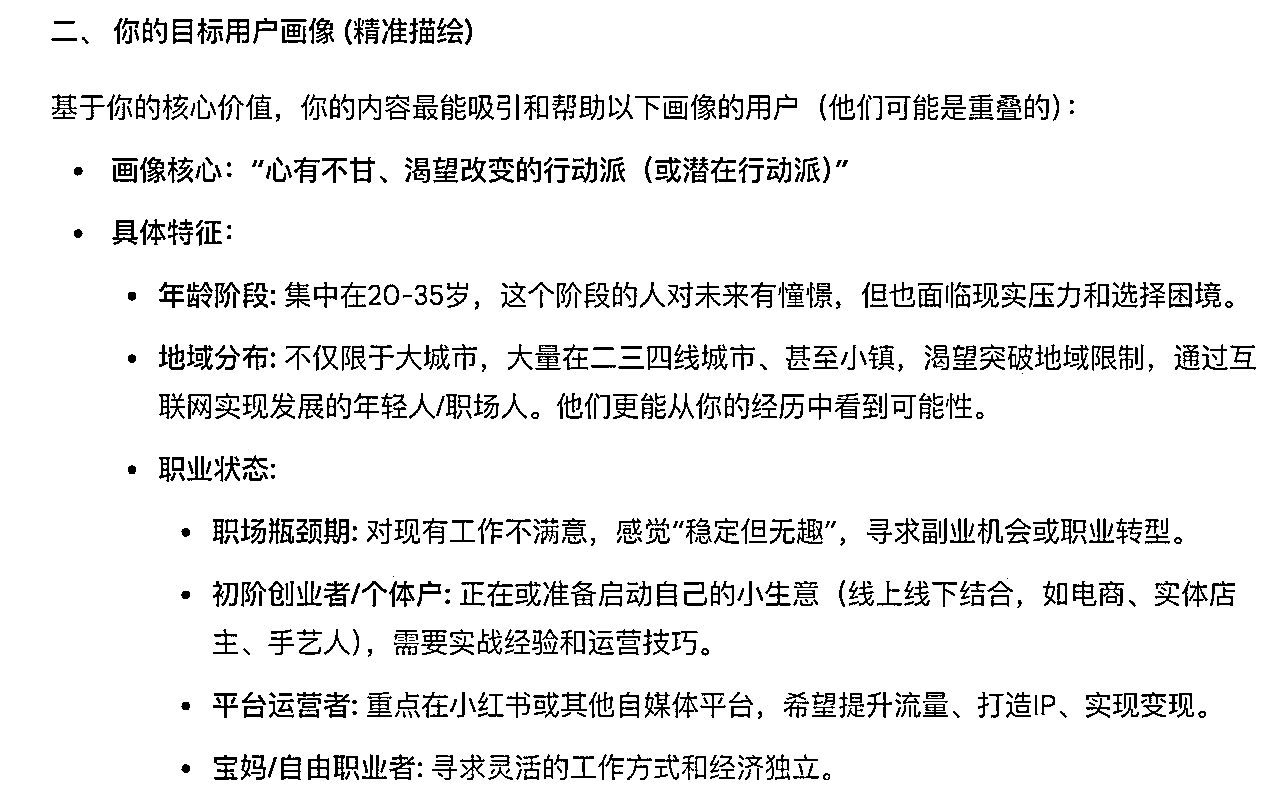 二、 你的目标用户画像 (精准描绘)
基于你的核心价值，你的内容最能吸引和帮助以下画像的用户（他们可能是重叠的）：
• 画像核心：“心有不甘、渴望改变的行动派（或潜在行动派）”
• 具体特征：
• 年龄阶段: 集中在20-35岁，这个阶段的人对未来有憧憬，但也面临现实压力和选择困境。
• 地域分布: 不仅限于大城市，大量在二三四线城市、甚至小镇，渴望突破地域限制，通过互
联网实现发展的年轻人/职场人。他们更能从你的经历中看到可能性。
• 职业状态:
• 职场瓶颈期: 对现有工作不满意，感觉“稳定但无趣”，寻求副业机会或职业转型。
• 初阶创业者/个体户: 正在或准备启动自己的小生意（线上线下结合，如电商、实体店
主、手艺人），需要实战经验和运营技巧。
• 平台运营者: 重点在小红书或其他自媒体平台，希望提升流量、打造IP、实现变现。
• 宝妈/自由职业者: 寻求灵活的工作方式和经济独立。